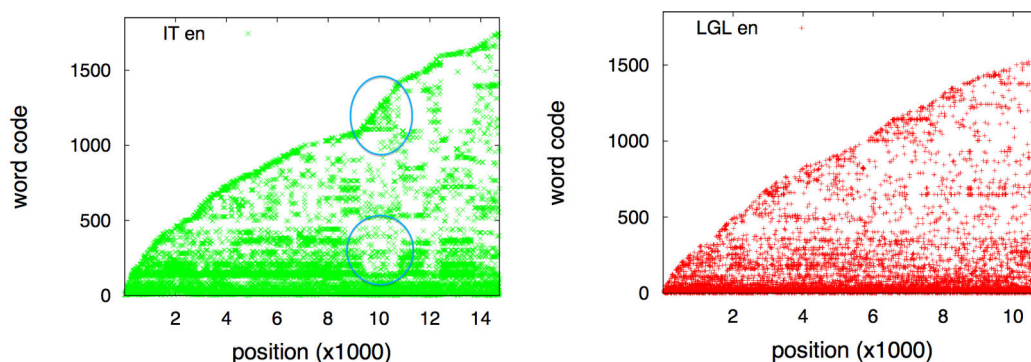 IT en
word code
1500
1000
500
0
2 4 6 8 10 12 14
position (x1000)
LGL en
word code
1500
1000
500
0
2 4 6 8 10
position (x1000)